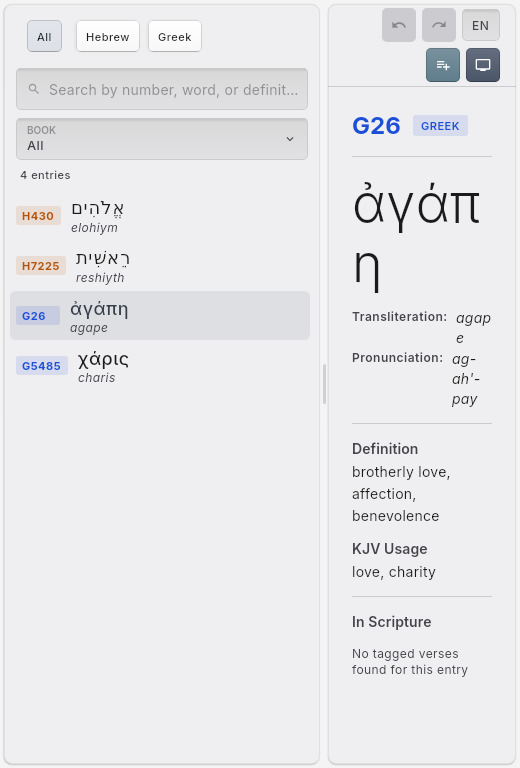 All
Hebrew
Greek
Search by number, word, or definit...
BOOK
All
4 entries
H430
אֱלֹהִים
elohiym
H7225
רֵאשִׁית
reshiyth
G26
ἀγάπη
agape
G5485
χάρις
charis
EN
G26
GREEK
ἀγάπ
η
Transliteration:
agap
e
Pronunciation:
ag-
ah'-
pay
Definition
brotherly love,
affection,
benevolence
KJV Usage
love, charity
In Scripture
No tagged verses
found for this entry